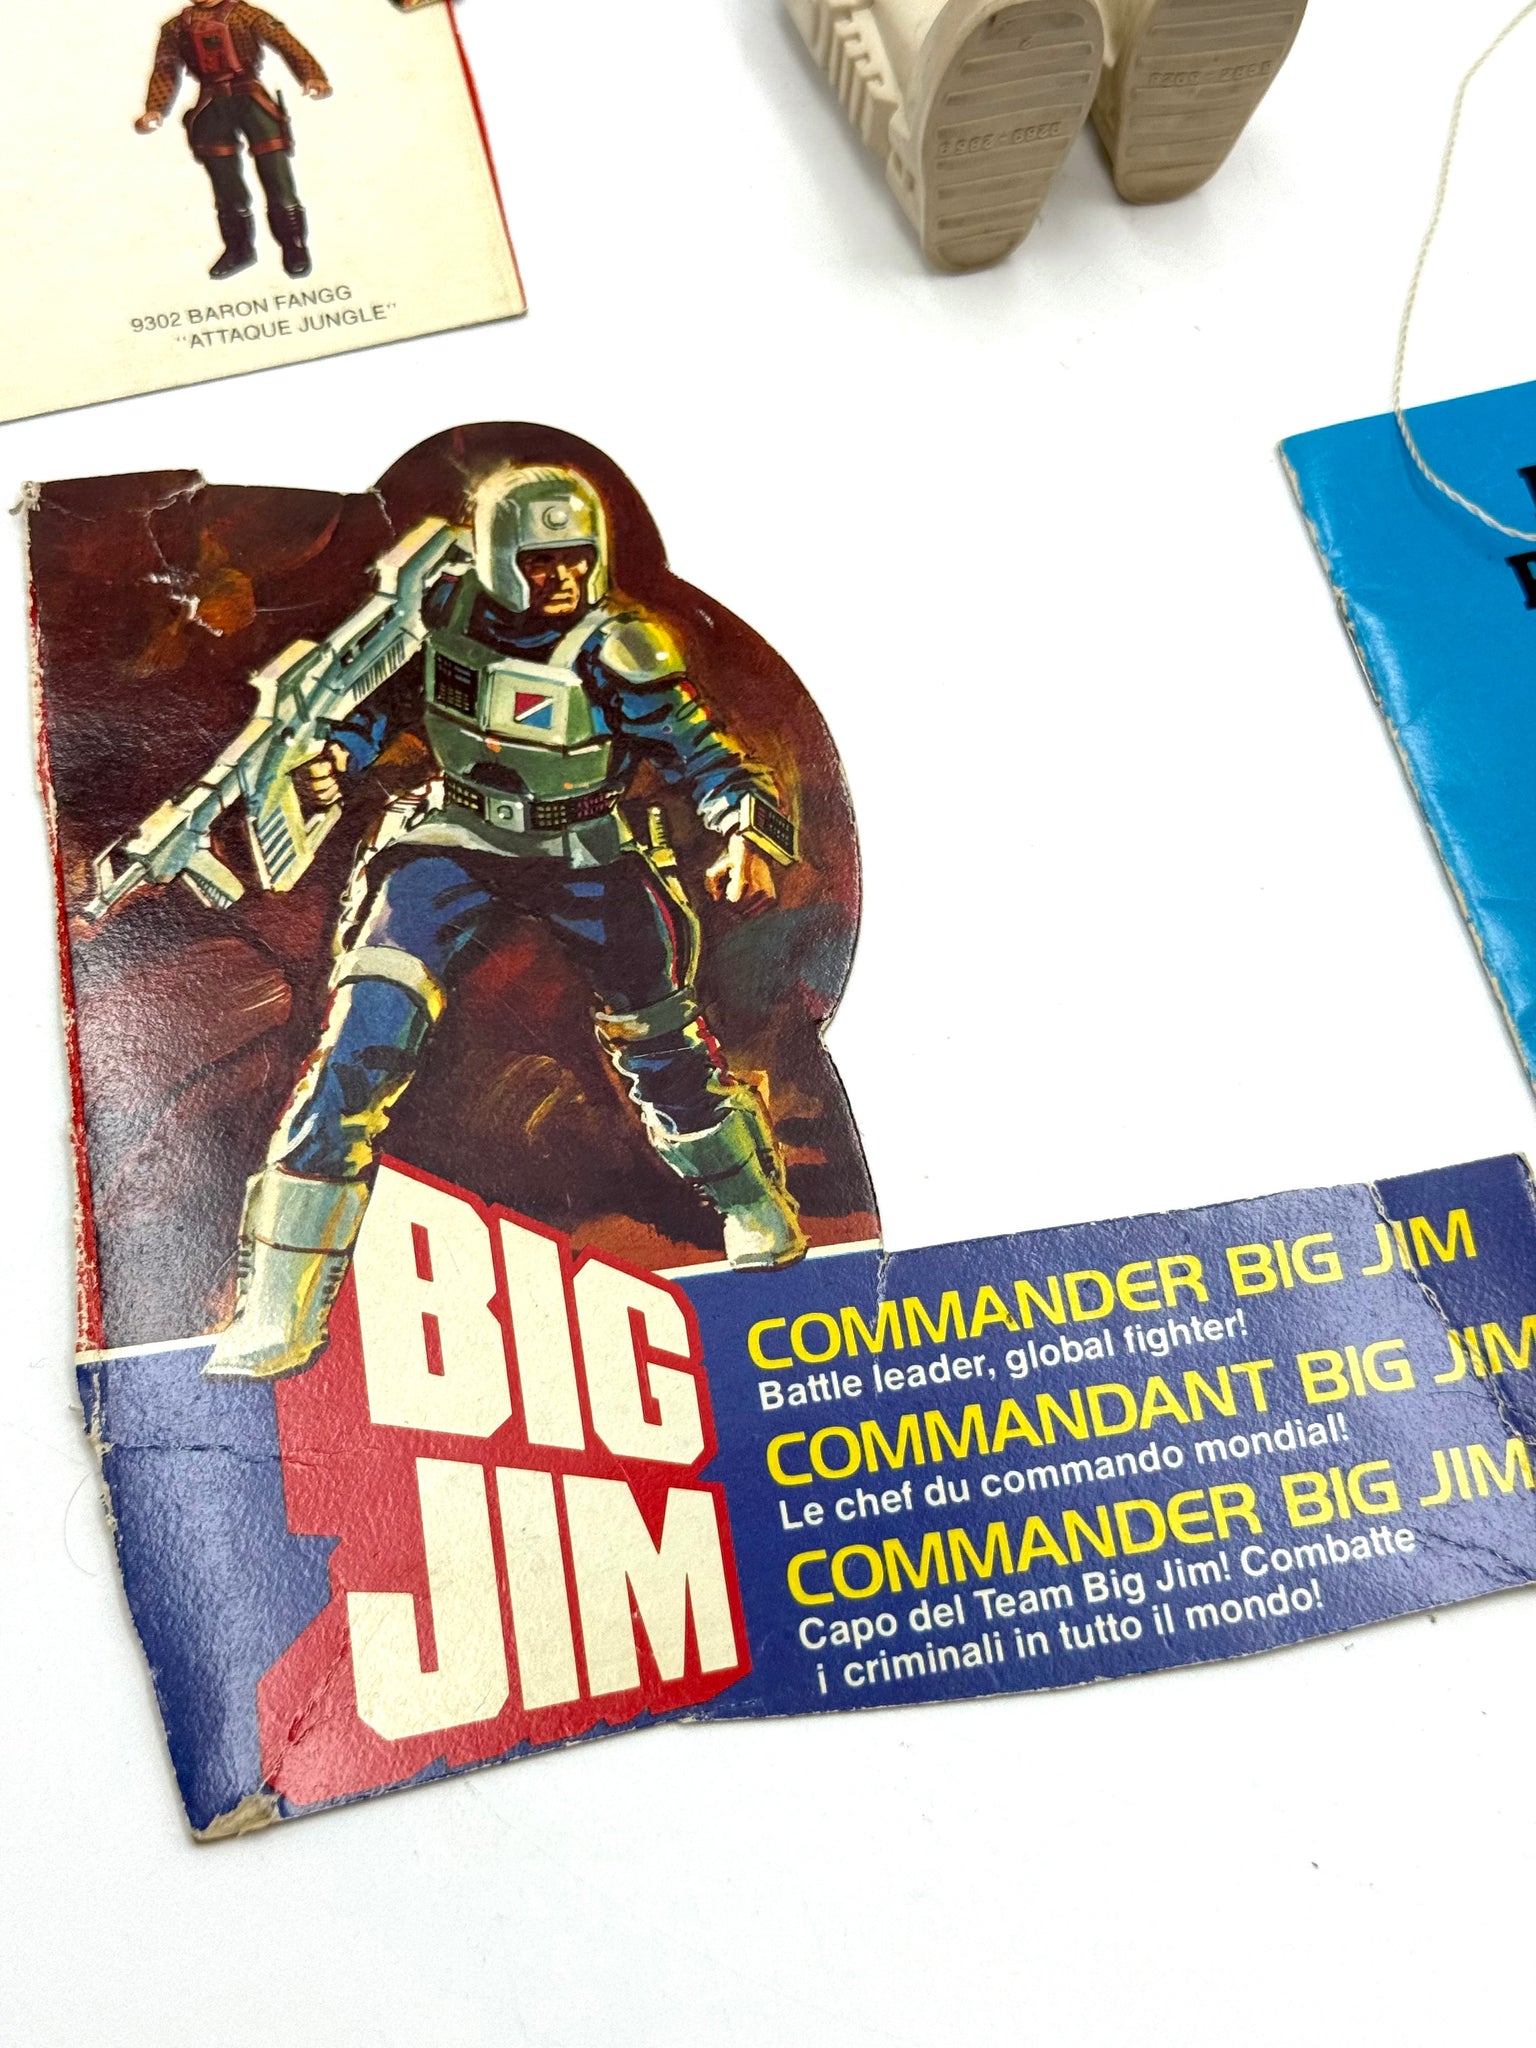 9302 BARON FANGG
"ATTAQUE JUNGLE"
BIG
JIM
COMMANDER BIG JIM
Battle leader, global fighter!
COMMANDANT BIG JIM
Le chef du commando mondial!
COMMANDER BIG JIM
Capo del Team Big Jim! Combatte
i criminali in tutto il mondo!